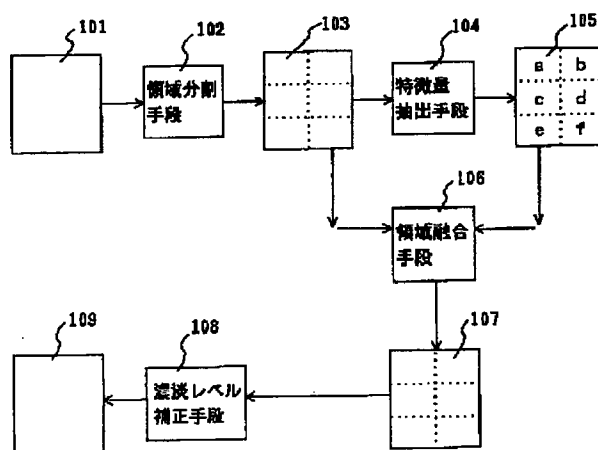 101
102
103
104
105
領域分割
手段
特徴量
抽出手段
a b
c d
e f
106
領域融合
手段
109
108
107
濃淡レベル
補正手段